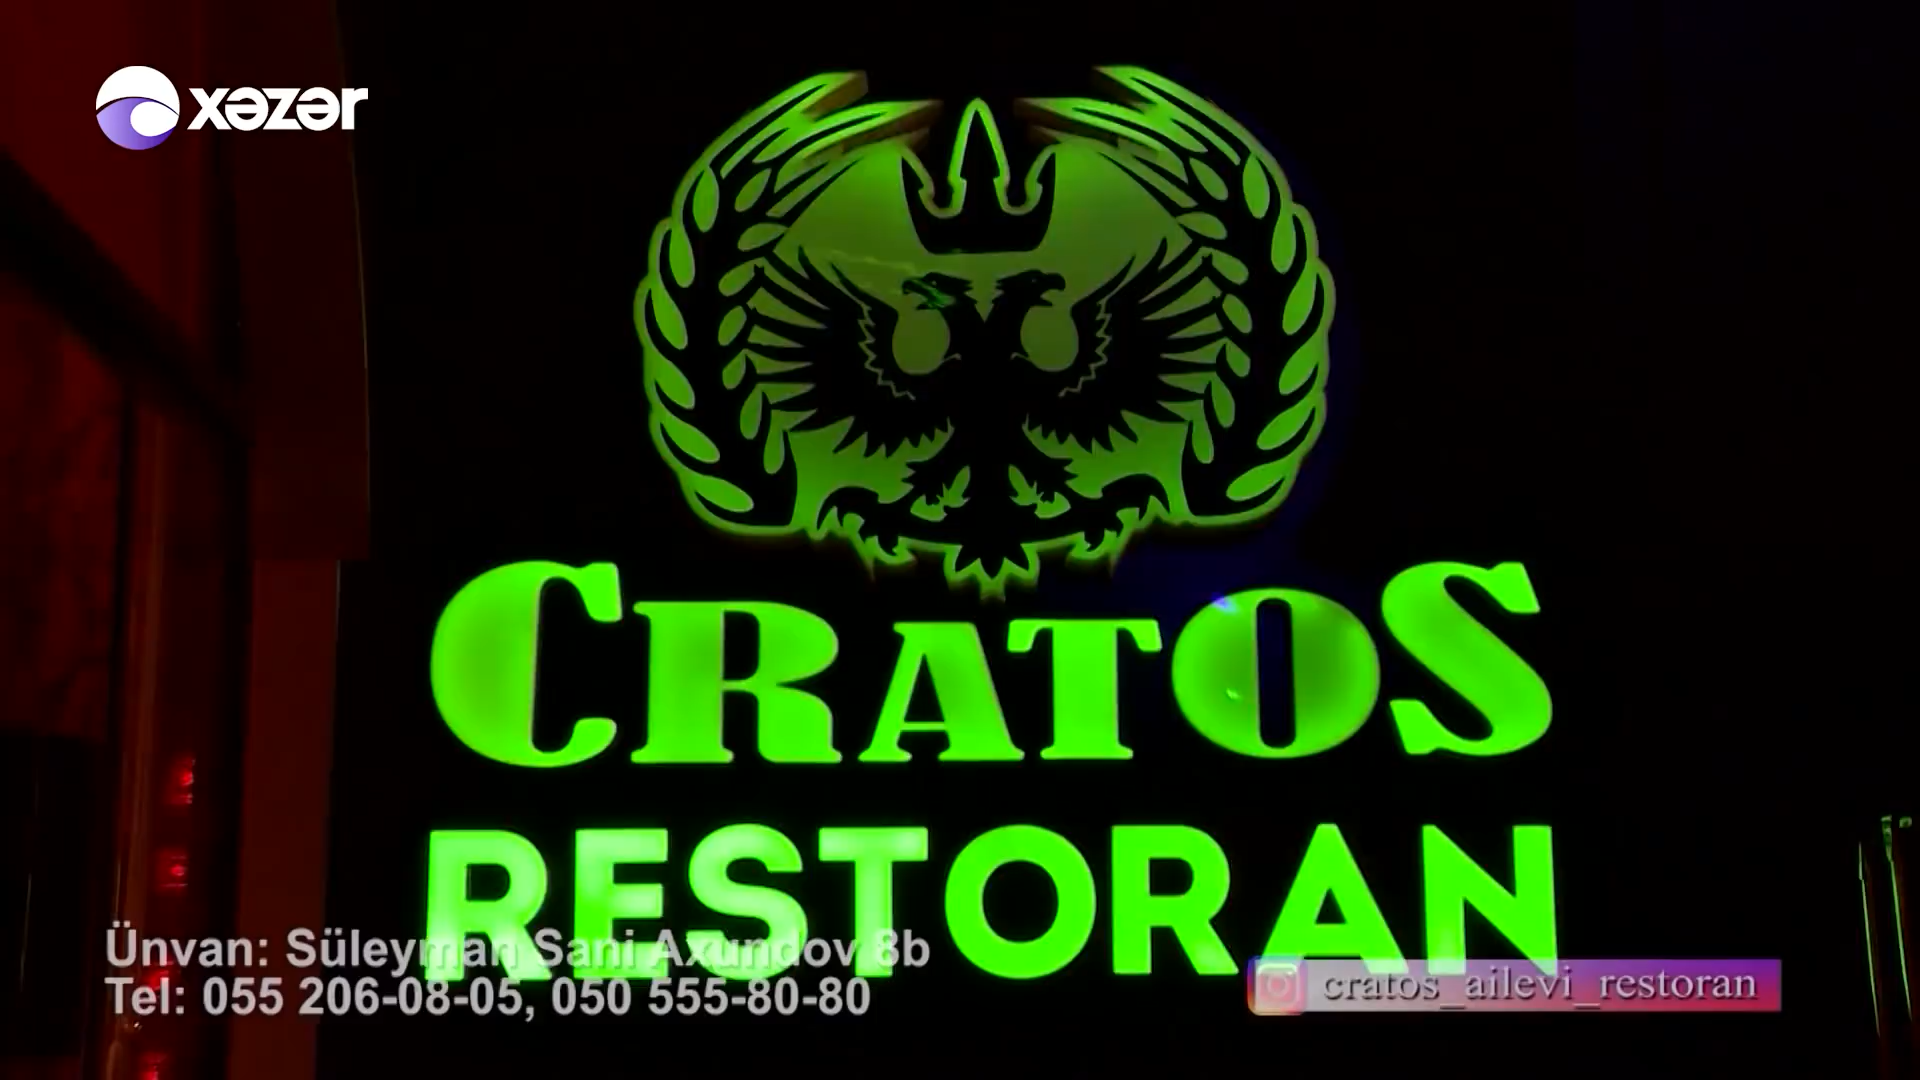 xəzər
CRATOS
RESTORAN
Ünvan: Süleyman Sani Axundov 8b
Tel: 055 206-08-05, 050 555-80-80
cratos_ailevi_restoran